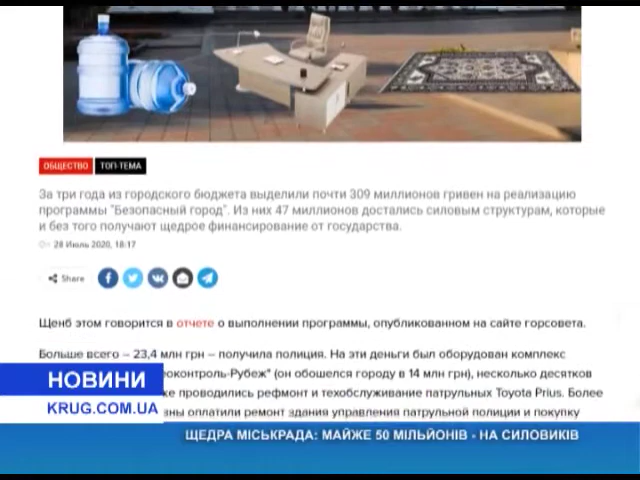 ОБЩЕСТВО ТОП-ТЕМА
За три года из городского бюджета выделили почти 309 миллионов гривен на реализацию
программы "Безопасный город". Из них 47 миллионов достались силовым структурам, которые
и без того получают щедрое финансирование от государства.
28 Июль 2020, 18:17
Share
Щенб этом говорится в отчете о выполнении программы, опубликованном на сайте горсовета.
Больше всего – 23,4 млн грн – получила полиция. На эти деньги был оборудован комплекс
оконтроль-Рубеж" (он обошелся городу в 14 млн грн), несколько десятков
же проводились рефмонт и техобслуживание патрульных Toyota Prius. Более
ны оплатили ремонт здания управления патрульной полиции и покупку
НОВИНИ
KRUG.COM.UA
ЩЕДРА МІСЬКРАДА: МАЙЖЕ 50 МІЛЬЙОНІВ - НА СИЛОВИКІВ